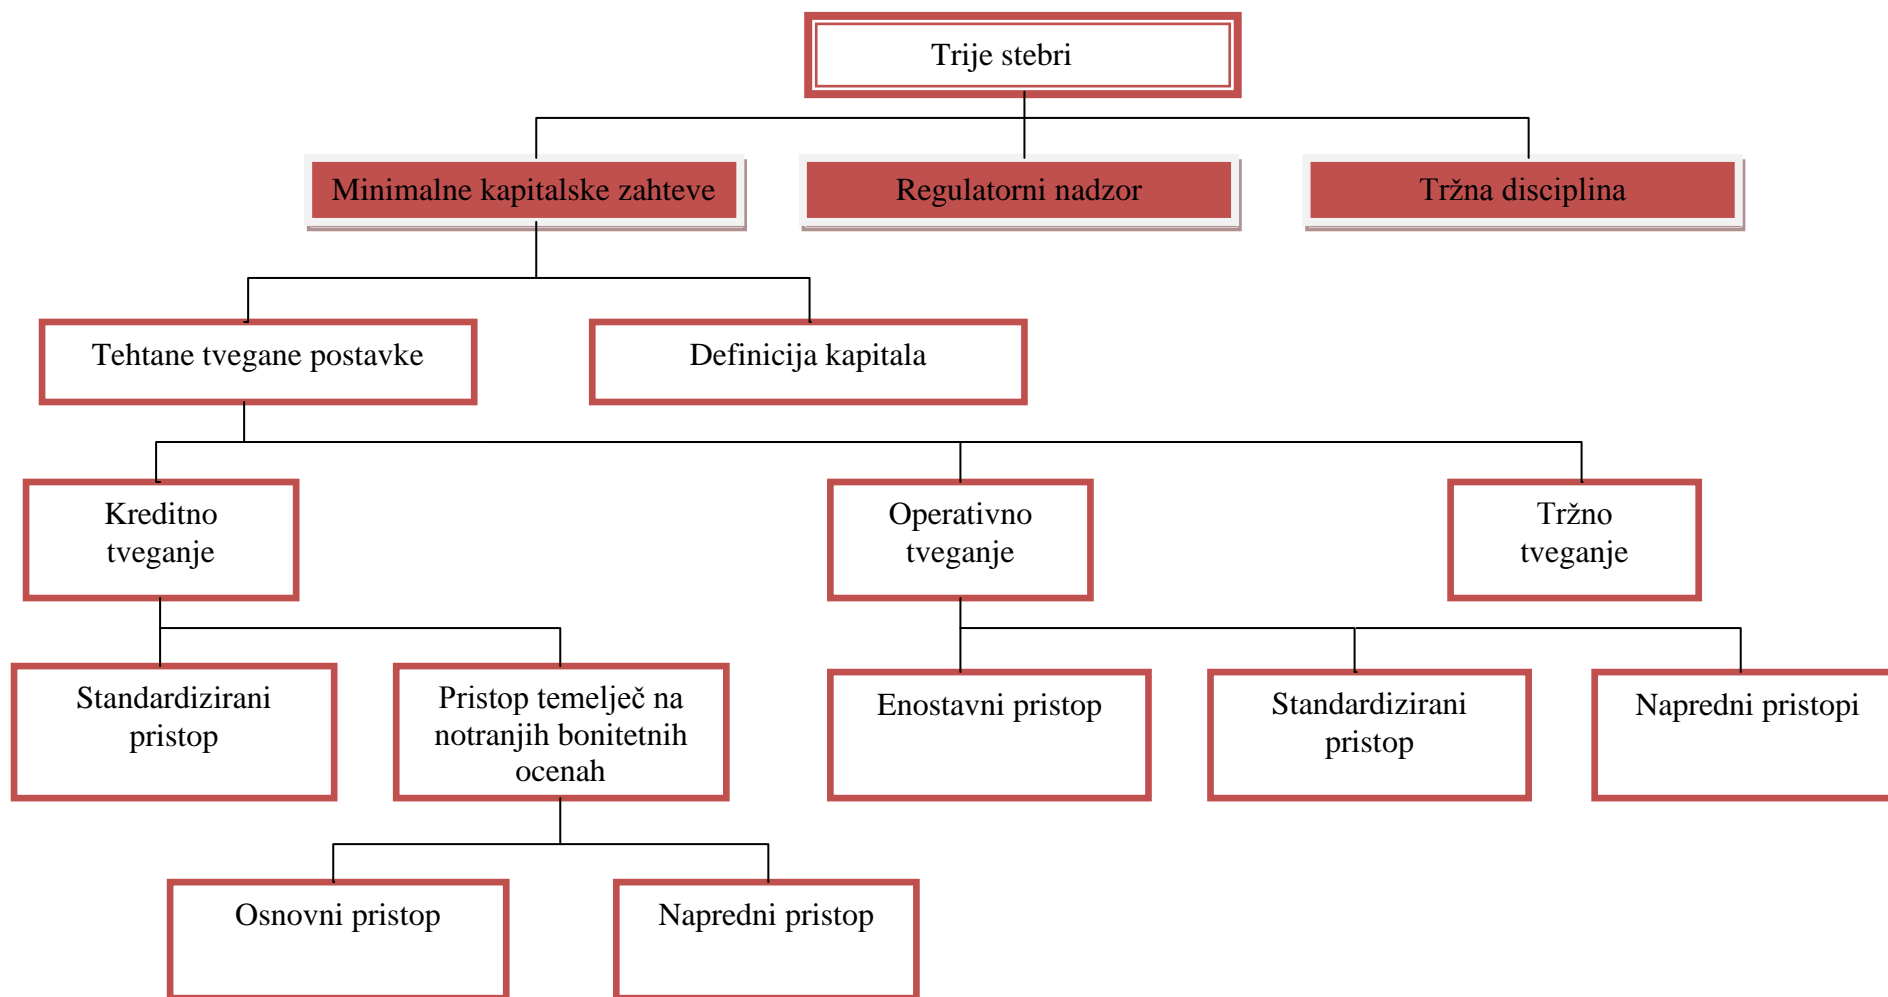 Trije stebri
Minimalne kapitalske zahteve
Regulatorni nadzor
Tržna disciplina
Tehtane tvegane postavke
Definicija kapitala
Kreditno
tveganje
Operativno
tveganje
Tržno
tveganje
Standardizirani
pristop
Pristop temelječ na
notranjih bonitetnih
ocenah
Enostavni pristop
Standardizirani
pristop
Napredni pristopi
Osnovni pristop
Napredni pristop